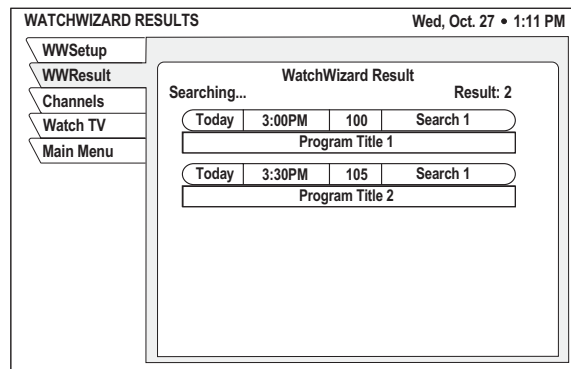 WATCHWIZARD RESULTS Wed, Oct. 27 • 1:11 PM
WWSetup
WWResult
Channels
Watch TV
Main Menu
WatchWizard Result
Searching... Result: 2
Today 3:00PM 100 Search 1
Program Title 1
Today 3:30PM 105 Search 1
Program Title 2